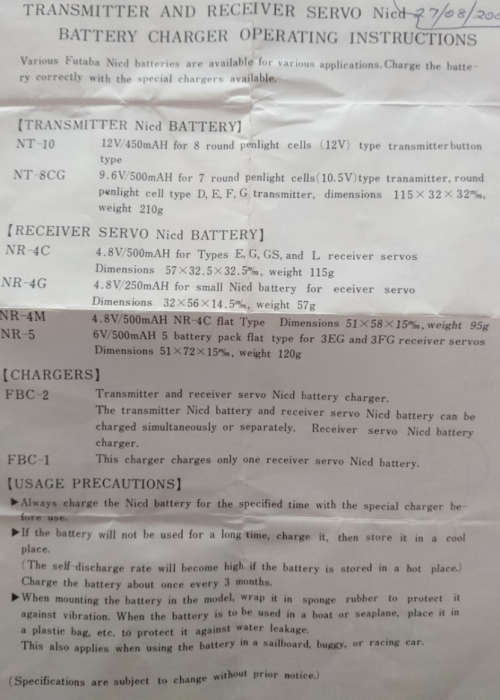 TRANSMITTER AND RECEIVER SERVO Nicd 27/08/200
BATTERY CHARGER OPERATING INSTRUCTIONS
Various Futaba Nicd batteries are available for various applications. Charge the batte-
ry correctly with the special chargers available.
【TRANSMITTER Nicd BATTERY】
NT-10 12V/450mAH for 8 round penlight cells (12V) type transmitterbutton
type
NT-8CG 9.6V/500mAH for 7 round penlight cells(10.5V)type tranamitter, round
penlight cell type D, E, F, G transmitter, dimensions 115×32×32㎜,
weight 210g
【RECEIVER SERVO Nicd BATTERY】
NR-4C 4.8V/500mAH for Types E, G, GS, and L receiver servos
Dimensions 57×32.5×32.5㎜, weight 115g
NR-4G 4.8V/250mAH for small Nicd battery for eceiver servo
Dimensions 32×56×14.5㎜, weight 57g
NR-4M 4.8V/500mAH NR-4C flat Type Dimensions 51×58×15㎜, weight 95g
NR-5 6V/500mAH 5 battery pack flat type for 3EG and 3FG receiver servos
Dimensions 51×72×15㎜, weight 120g
【CHARGERS】
FBC-2 Transmitter and receiver servo Nicd battery charger.
The transmitter Nicd battery and receiver servo Nicd battery can be
charged simultaneously or separately. Receiver servo Nicd battery
charger.
FBC-1 This charger charges only one receiver servo Nicd battery.
【USAGE PRECAUTIONS】
▶Always charge the Nicd battery for the specified time with the special charger be-
fore use.
▶If the battery will not be used for a long time, charge it, then store it in a cool
place.
(The self-discharge rate will become high if the battery is stored in a hot place.)
Charge the battery about once every 3 months.
▶When mounting the battery in the model, wrap it in sponge rubber to protect it
against vibration. When the battery is to be used in a boat or seaplane, place it in
a plastic bag, etc. to protect it against water leakage.
This also applies when using the battery in a sailboard, buggy, or racing car.
(Specifications are subject to change without prior notice.)